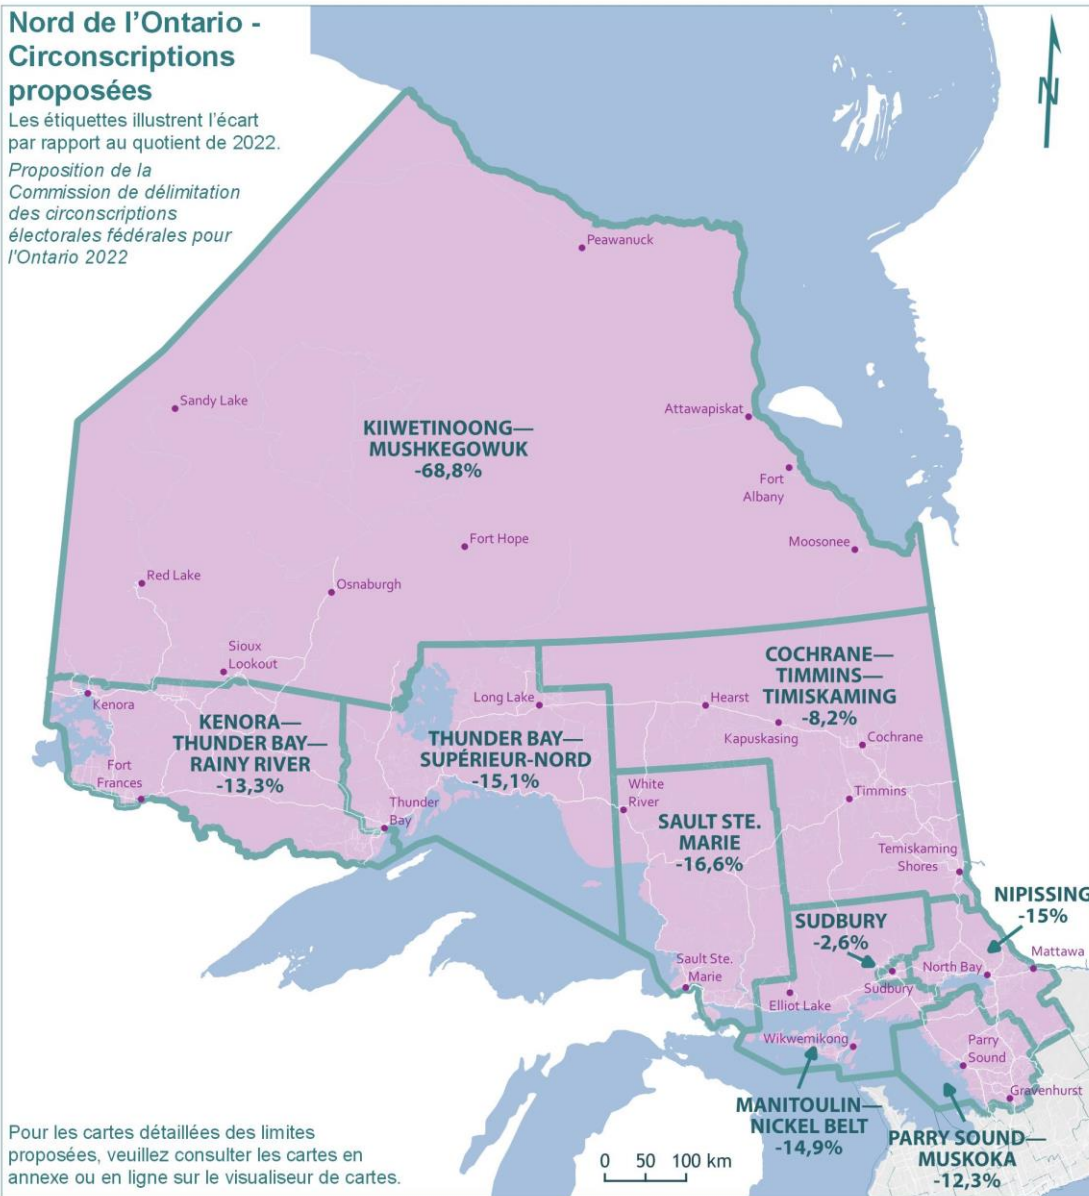 Nord de l'Ontario -
Circonscriptions
proposées
Les étiquettes illustrent l'écart
par rapport au quotient de 2022.
Proposition de la
Commission de délimitation
des circonscriptions
électorales fédérales pour
l'Ontario 2022
N
Peawanuck
Sandy Lake
Attawapiskat
KIIWETINOONG—
MUSHKEGOWUK
-68,8%
Fort
Albany
Fort Hope
Moosonee
Red Lake
Osnaburgh
Sioux
Lookout
COCHRANE—
TIMMINS—
TIMISKAMING
-8,2%
Long Lake
Hearst
Kenora
KENORA—
THUNDER BAY—
RAINY RIVER
-13,3%
THUNDER BAY—
SUPÉRIEUR-NORD
-15,1%
Kapuskasing
Cochrane
Fort
Frances
White
River
Timmins
Thunder
Bay
SAULT STE.
MARIE
-16,6%
Temiskaming
Shores
NIPISSING
-15%
SUDBURY
-2,6%
Mattawa
Sault Ste.
Marie
North Bay
Sudbury
Elliot Lake
Wikwemikong
Parry
Sound
Gravenhurst
MANITOULIN—
NICKEL BELT
-14,9%
PARRY SOUND—
MUSKOKA
-12,3%
Pour les cartes détaillées des limites
proposées, veuillez consulter les cartes en
annexe ou en ligne sur le visualiseur de cartes.
0 50 100 km